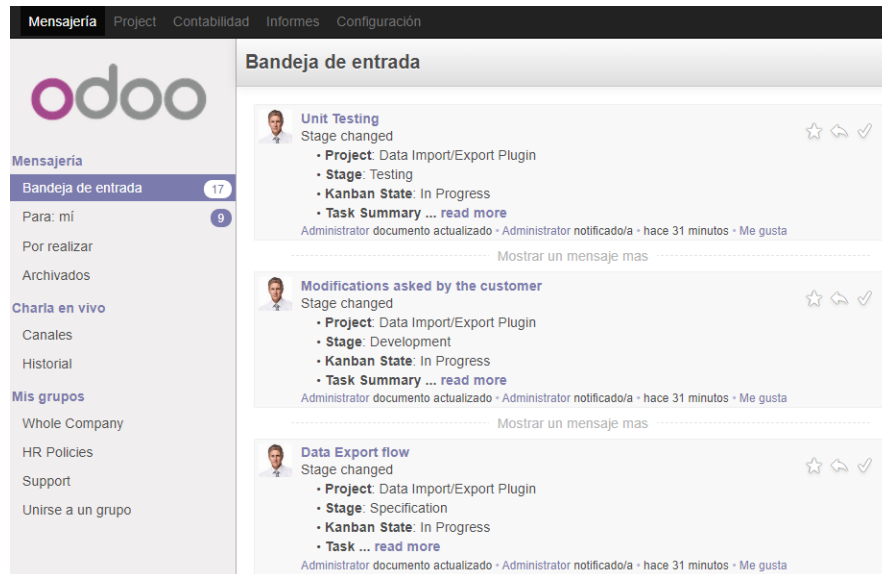 Mensajería Project Contabilidad Informes Configuración
odoo
Mensajería
Bandeja de entrada 17
Para: mí 9
Por realizar
Archivados
Charla en vivo
Canales
Historial
Mis grupos
Whole Company
HR Policies
Support
Unirse a un grupo
Bandeja de entrada
Unit Testing
Stage changed
• Project: Data Import/Export Plugin
• Stage: Testing
• Kanban State: In Progress
• Task Summary ... read more
Administrator documento actualizado • Administrator notificado/a • hace 31 minutos • Me gusta
Mostrar un mensaje mas
Modifications asked by the customer
Stage changed
• Project: Data Import/Export Plugin
• Stage: Development
• Kanban State: In Progress
• Task Summary ... read more
Administrator documento actualizado • Administrator notificado/a • hace 31 minutos • Me gusta
Mostrar un mensaje mas
Data Export flow
Stage changed
• Project: Data Import/Export Plugin
• Stage: Specification
• Kanban State: In Progress
• Task ... read more
Administrator documento actualizado • Administrator notificado/a • hace 31 minutos • Me gusta